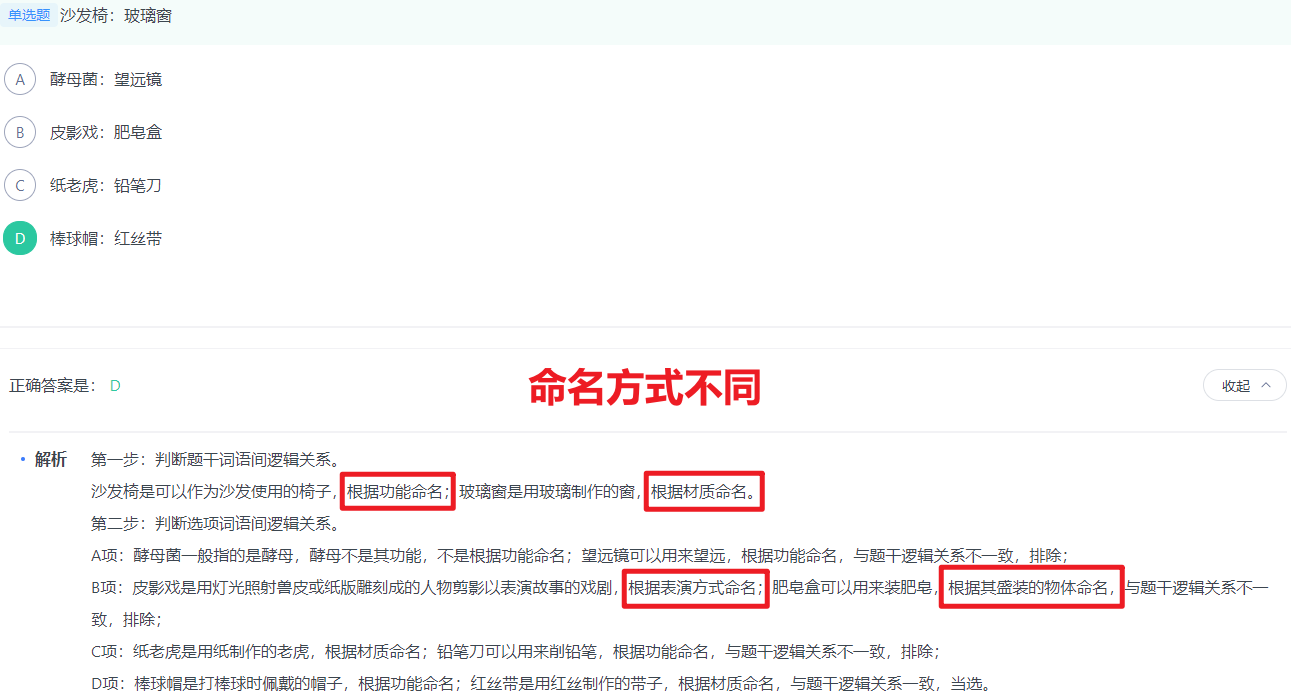 单选题 沙发椅：玻璃窗
A 酵母菌：望远镜
B 皮影戏：肥皂盒
C 纸老虎：铅笔刀
D 棒球帽：红丝带
命名方式不同
正确答案是： D
收起
解析 第一步：判断题干词语间逻辑关系。
沙发椅是可以作为沙发使用的椅子，根据功能命名；玻璃窗是用玻璃制作的窗，根据材质命名。
第二步：判断选项词语间逻辑关系。
A项：酵母菌一般指的是酵母，酵母不是其功能，不是根据功能命名；望远镜可以用来望远，根据功能命名，与题干逻辑关系不一致，排除；
B项：皮影戏是用灯光照射兽皮或纸版雕刻成的人物剪影以表演故事的戏剧，根据表演方式命名；肥皂盒可以用来装肥皂，根据其盛装的物体命名，与题干逻辑关系不一
致，排除；
C项：纸老虎是用纸制作的老虎，根据材质命名；铅笔刀可以用来削铅笔，根据功能命名，与题干逻辑关系不一致，排除；
D项：棒球帽是打棒球时佩戴的帽子，根据功能命名；红丝带是用红丝制作的带子，根据材质命名，与题干逻辑关系一致，当选。